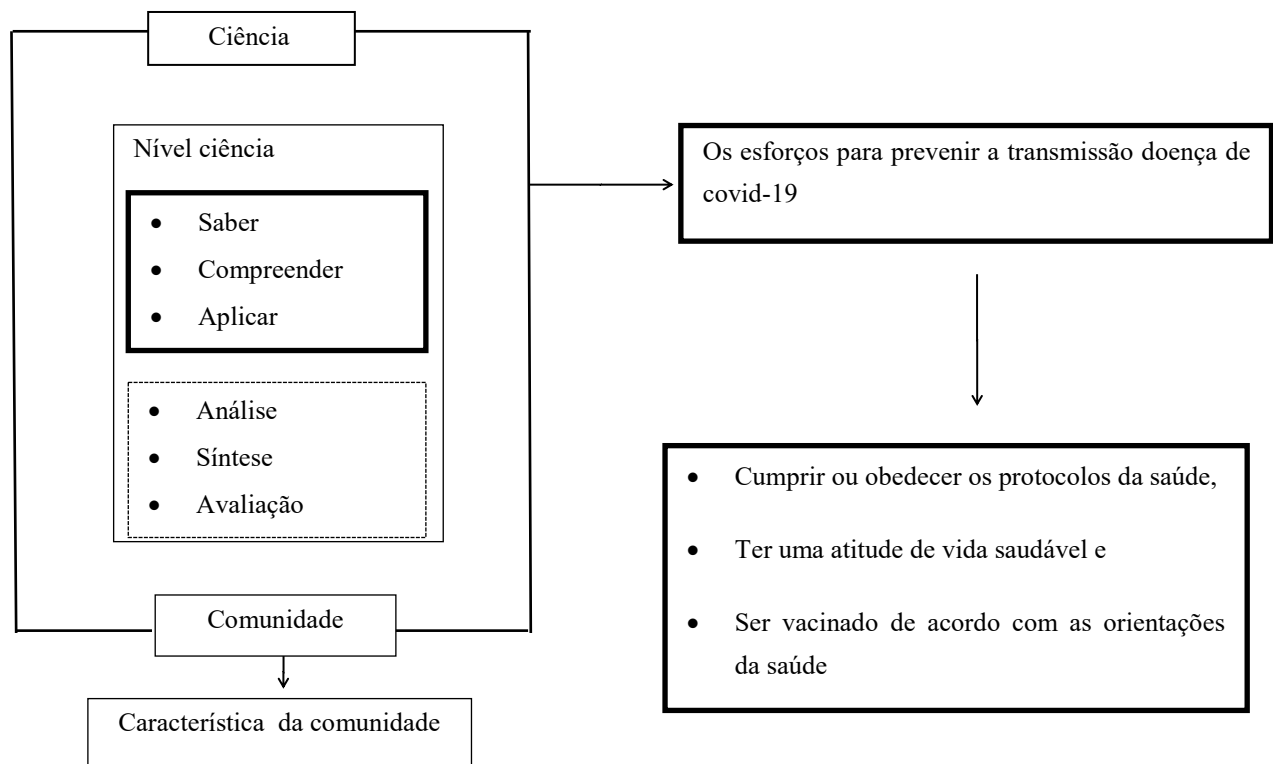 Ciência
Nível ciência
• Saber
• Compreender
• Aplicar
• Análise
• Síntese
• Avaliação
Comunidade
Característica da comunidade
Os esforços para prevenir a transmissão doença de
covid-19
• Cumprir ou obedecer os protocolos da saúde,
• Ter uma atitude de vida saudável e
• Ser vacinado de acordo com as orientações
da saúde